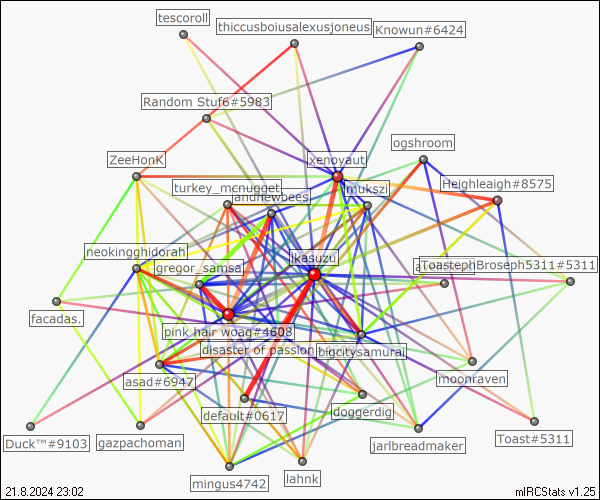 tescoroll
thiccusboiusalexusjoneus
Knowun#6424
Random Stuf6#5983
ogshroom
ZeeHonK
xenoyaut
Heighleaigh#8575
turkey_mcnugget
mukszi
andrewbees
neokingghidorah
ikasuzu
gregor_samsa
ToastephBroseph5311#5311
facadas.
pink hair woag#4608
disaster of passion
bigcitysamurai
asad#6947
moonraven
default#0617
doggerdig
Duck™#9103
gazpachoman
jarlbreadmaker
Toast#5311
mingus4742
lahnk
21.8.2024 23:02
mIRCStats v1.25